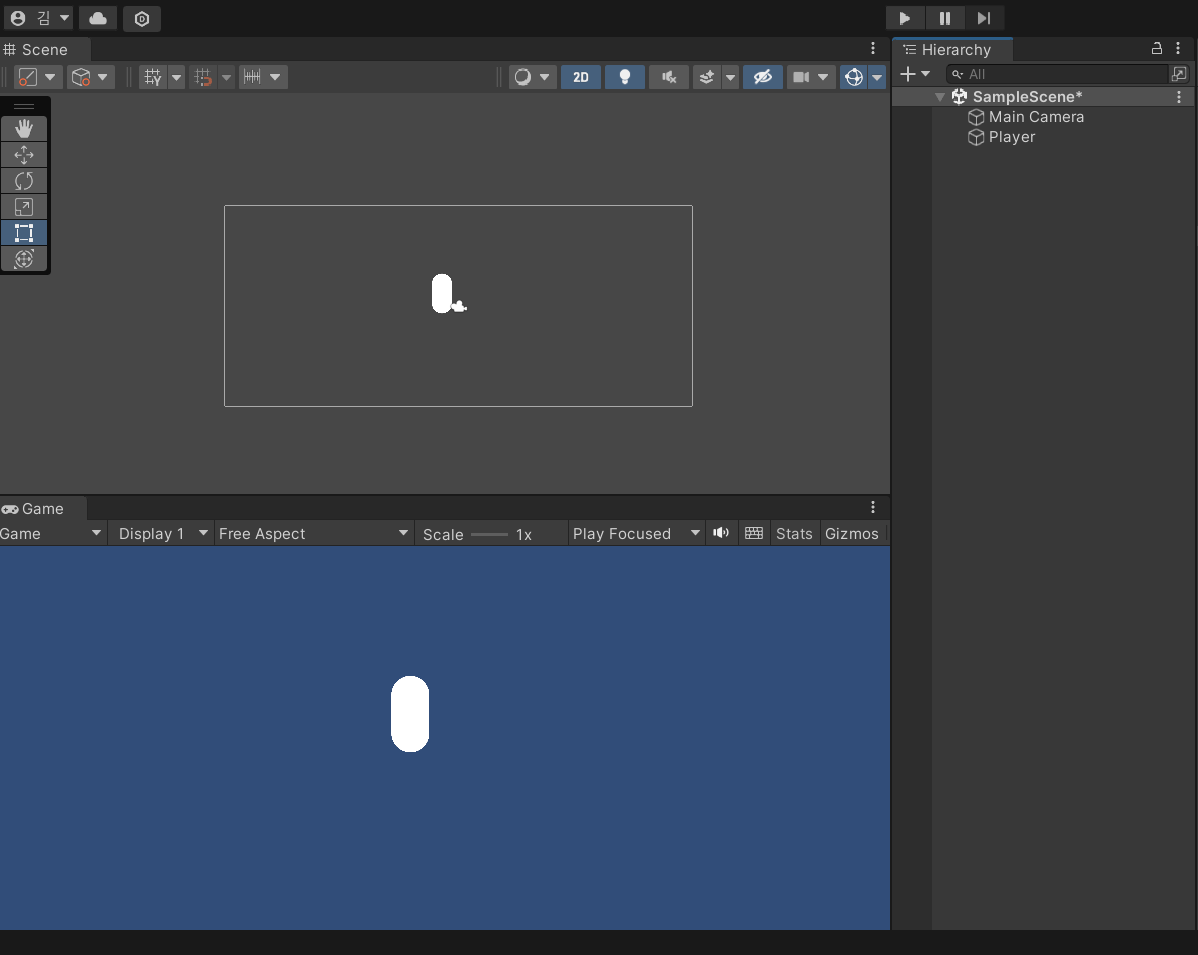 김
Scene
Hierarchy
2D
All
SampleScene*
Main Camera
Player
Game
Game
Display 1
Free Aspect
Scale
1x
Play Focused
Stats
Gizmos